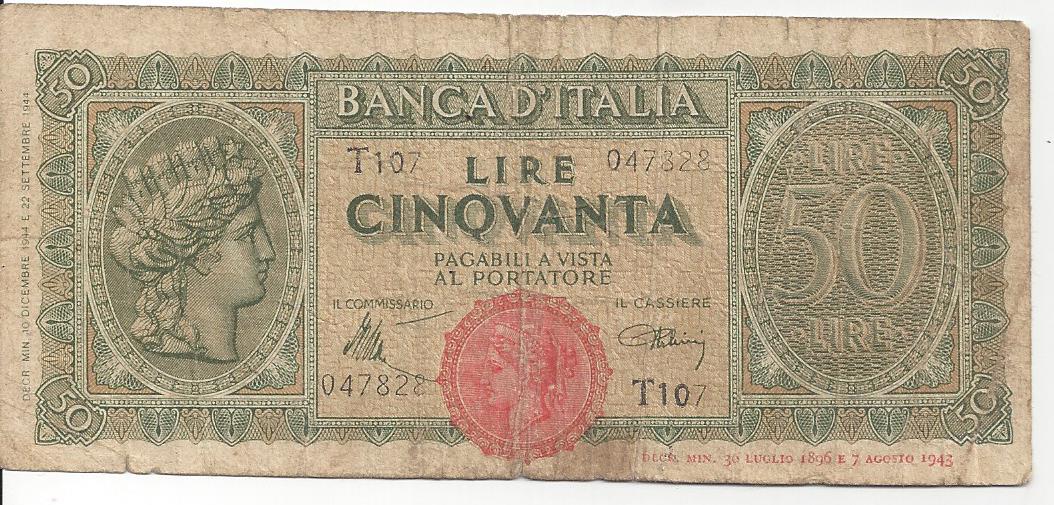 50
50
BANCA D'ITALIA
T107
047828
LIRE
CINQVANTA
PAGABILI A VISTA
AL PORTATORE
IL COMMISSARIO
IL CASSIERE
047828
T107
LIRE
50
LIRE
50
50
DECR. MIN. 10 DICEMBRE 1944 E 22 SETTEMBRE 1944
DECR. MIN. 30 LUGLIO 1896 E 7 AGOSTO 1943